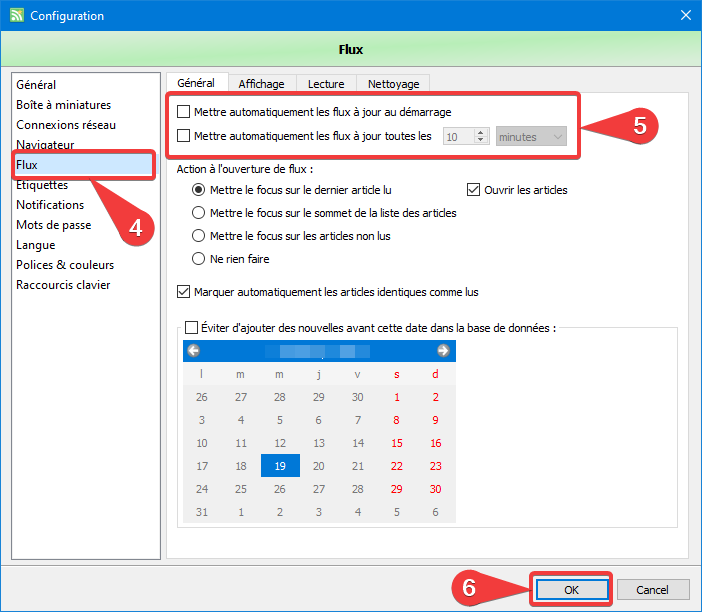 Configuration
Flux
Général
Boîte à miniatures
Connexions réseau
Navigateur
Flux
Étiquettes
Notifications
Mots de passe
Langue
Polices & couleurs
Raccourcis clavier
Général Affichage Lecture Nettoyage
Mettre automatiquement les flux à jour au démarrage
Mettre automatiquement les flux à jour toutes les 10 minutes
5
4
Action à l'ouverture de flux :
Mettre le focus sur le dernier article lu Ouvrir les articles
Mettre le focus sur le sommet de la liste des articles
Mettre le focus sur les articles non lus
Ne rien faire
Marquer automatiquement les articles identiques comme lus
Éviter d'ajouter des nouvelles avant cette date dans la base de données :
l m m j v s d
26 27 28 29 30 1 2
3 4 5 6 7 8 9
10 11 12 13 14 15 16
17 18 19 20 21 22 23
24 25 26 27 28 29 30
31 1 2 3 4 5 6
6
OK Cancel